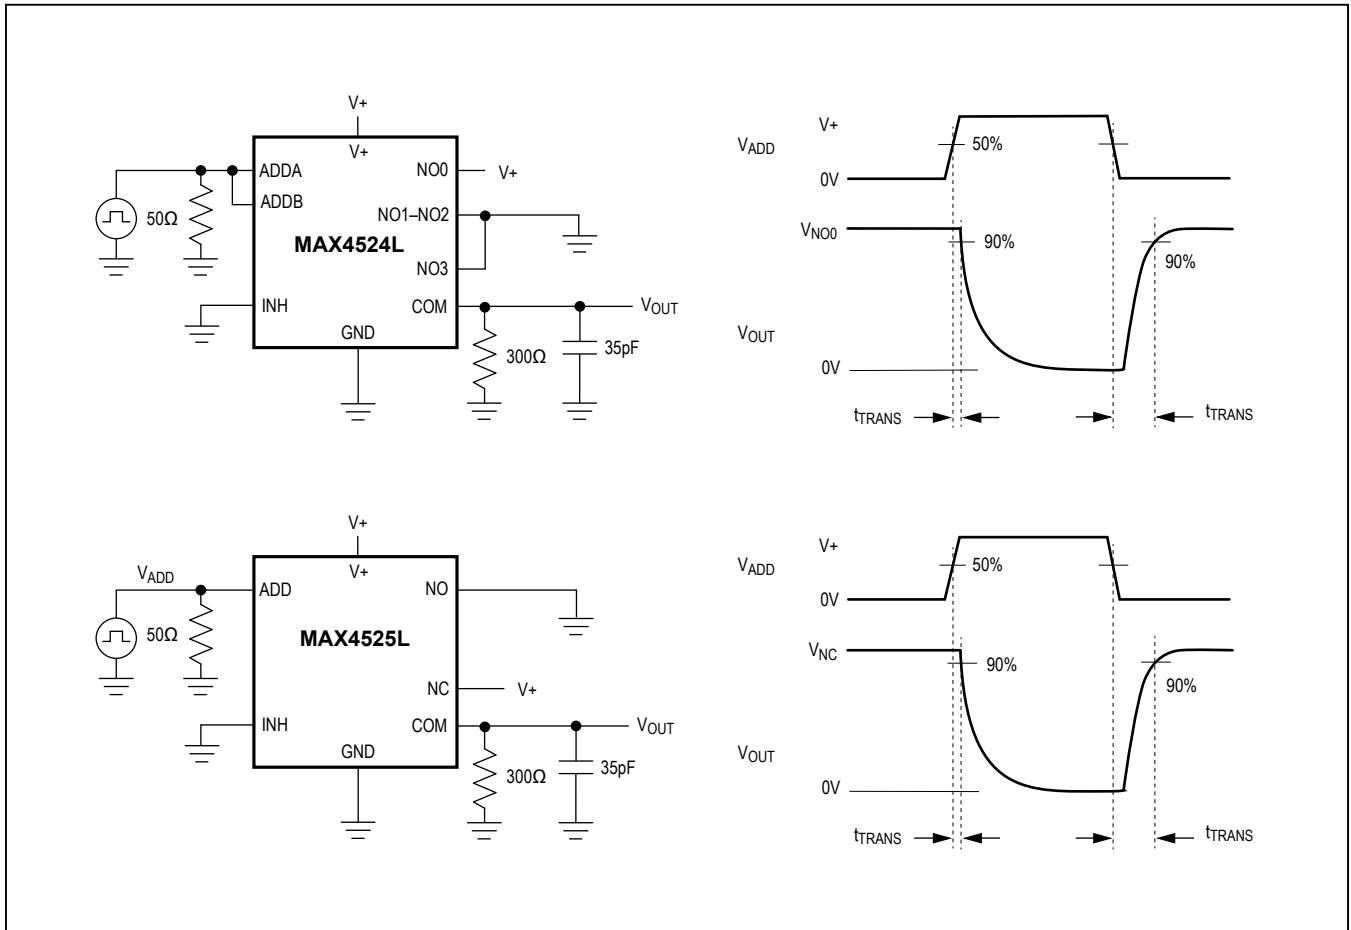 V+
V+
ADDA
ADDB
50Ω
INH
MAX4524L
GND
NO0
V+
NO1–NO2
NO3
COM
VOUT
300Ω
35pF
VADD
V+
50%
0V
VNO0
90%
90%
VOUT
0V
tTRANS
tTRANS
V+
V+
VADD
ADD
50Ω
INH
MAX4525L
GND
NO
NC
V+
COM
VOUT
300Ω
35pF
VADD
V+
50%
0V
VNC
90%
90%
VOUT
0V
tTRANS
tTRANS